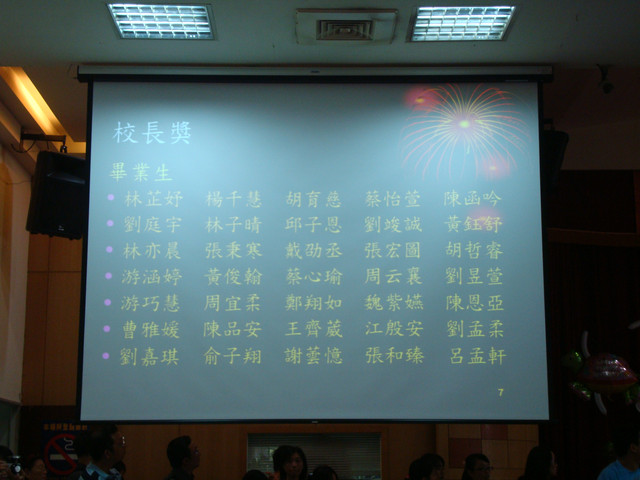 校長獎
畢業生
林芷妤 楊千慧 胡育慈 蔡怡萱 陳函吟
劉庭宇 林子晴 邱子恩 劉竣誠 黃鈺舒
林亦晨 張秉寒 戴劭丞 張宏圖 胡哲睿
游涵婷 黃俊翰 蔡心瑜 周云襄 劉昱萱
游巧慧 周宜柔 鄭翔如 魏紫嬿 陳恩亞
曹雅媛 陳品安 王齊葳 江殷安 劉孟柔
劉嘉琪 俞子翔 謝蕓憶 張和臻 呂孟軒
7